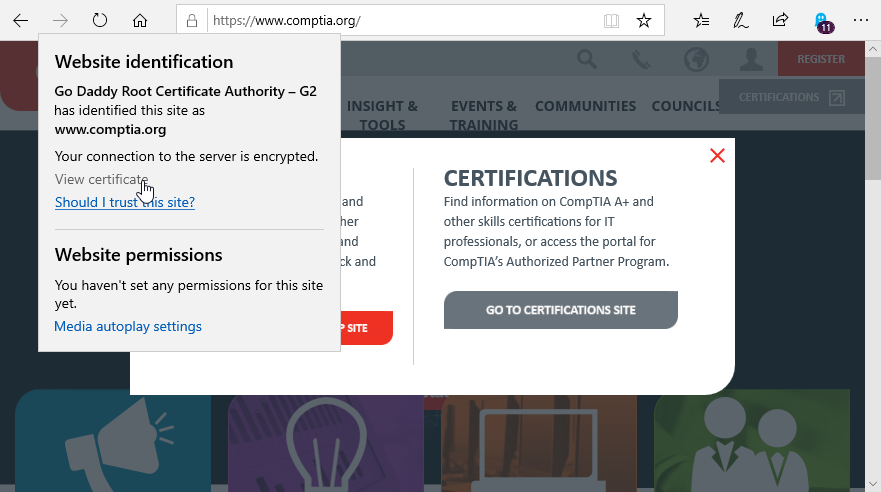 https://www.comptia.org/
11
Website identification
Go Daddy Root Certificate Authority – G2
has identified this site as
www.comptia.org
Your connection to the server is encrypted.
View certificate
Should I trust this site?
Website permissions
You haven't set any permissions for this site
yet.
Media autoplay settings
REGISTER
CERTIFICATIONS
INSIGHT &
TOOLS
EVENTS &
TRAINING
COMMUNITIES
COUNCILS
and
and
ck and
SITE
CERTIFICATIONS
Find information on CompTIA A+ and
other skills certifications for IT
professionals, or access the portal for
CompTIA's Authorized Partner Program.
GO TO CERTIFICATIONS SITE